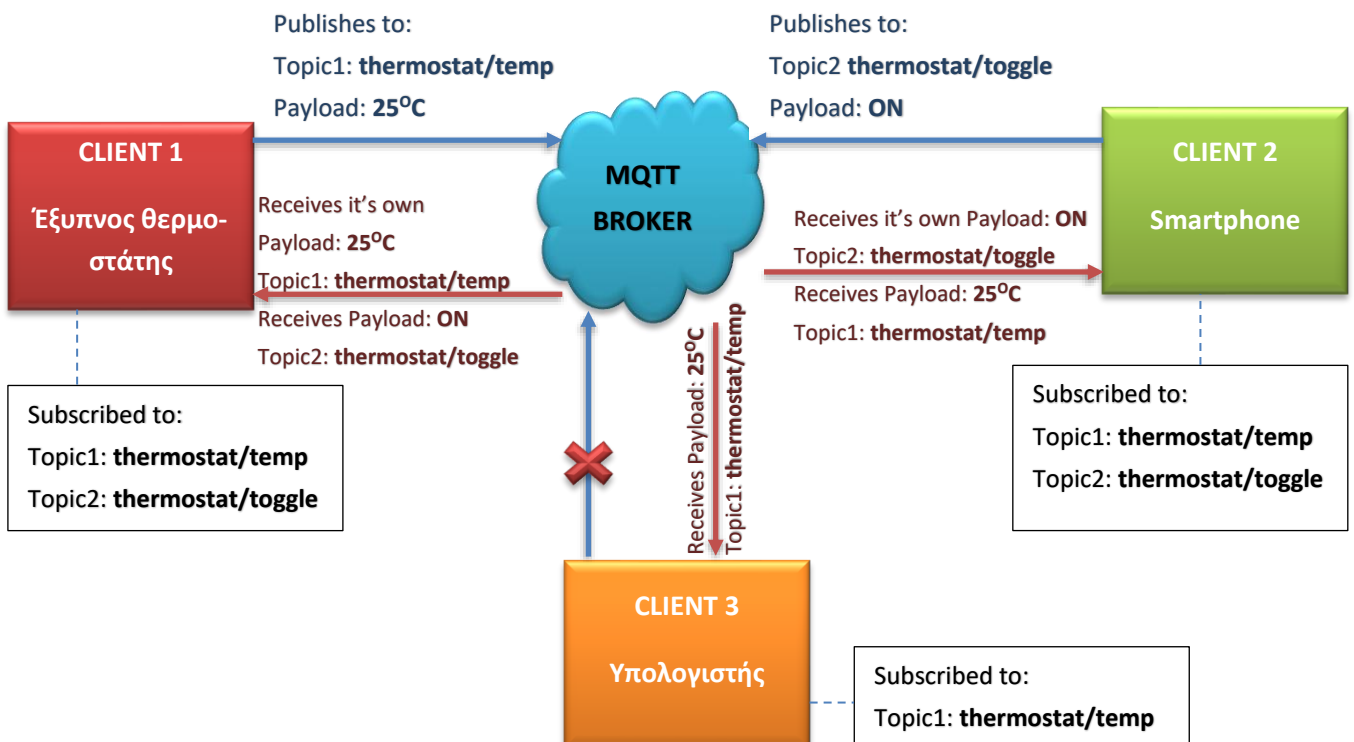 Publishes to:
Topic1: thermostat/temp
Payload: 25⁰C
Publishes to:
Topic2 thermostat/toggle
Payload: ON
CLIENT 1
Έξυπνος θερμο-
στάτης
MQTT
BROKER
CLIENT 2
Smartphone
Receives it's own
Payload: 25⁰C
Topic1: thermostat/temp
Receives Payload: ON
Topic2: thermostat/toggle
Receives it's own Payload: ON
Topic2: thermostat/toggle
Receives Payload: 25⁰C
Topic1: thermostat/temp
Receives Payload: 25⁰C
Topic1: thermostat/temp
Subscribed to:
Topic1: thermostat/temp
Topic2: thermostat/toggle
Subscribed to:
Topic1: thermostat/temp
Topic2: thermostat/toggle
CLIENT 3
Υπολογιστής
Subscribed to:
Topic1: thermostat/temp